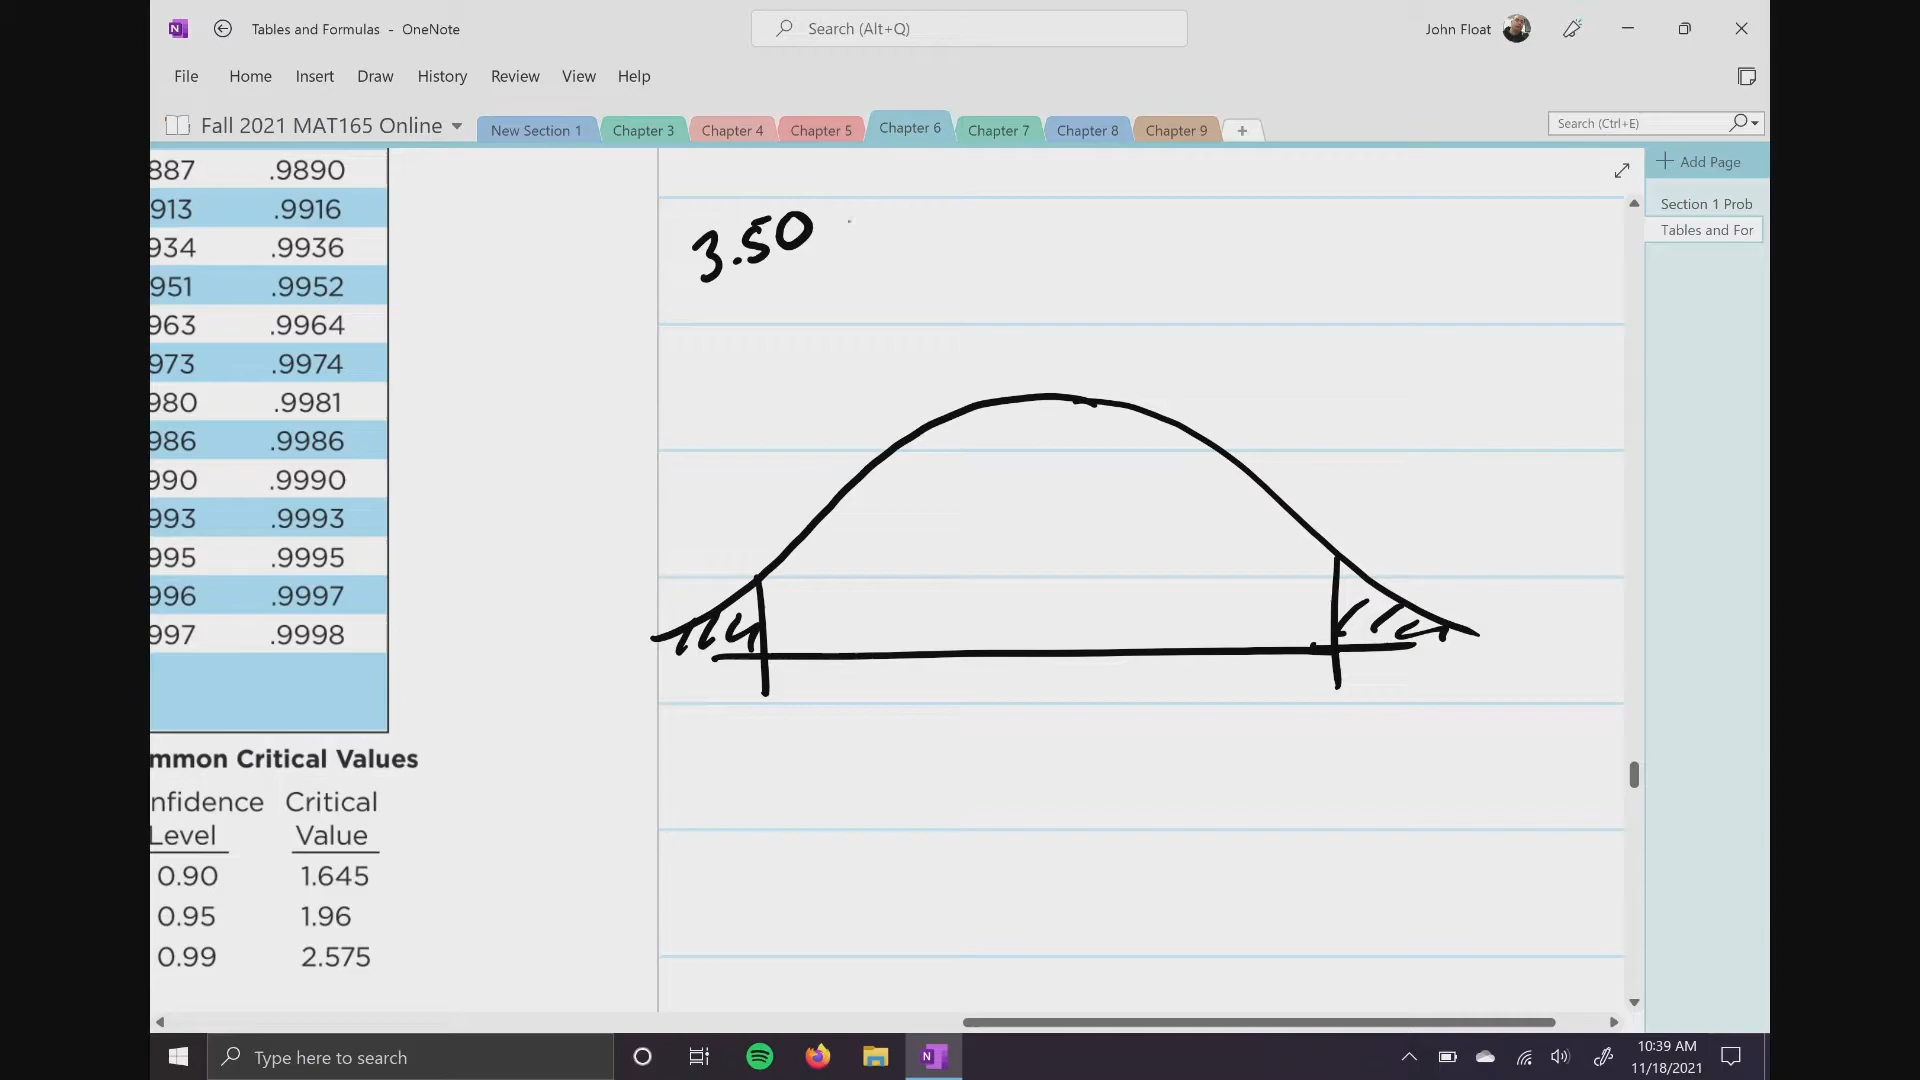 Tables and Formulas - OneNote
Search (Alt+Q)
John Float
File Home Insert Draw History Review View Help
Fall 2021 MAT165 Online
New Section 1 Chapter 3 Chapter 4 Chapter 5 Chapter 6 Chapter 7 Chapter 8 Chapter 9 +
Search (Ctrl+E)
Add Page
Section 1 Prob
Tables and For
887 .9890
913 .9916
934 .9936
951 .9952
963 .9964
973 .9974
980 .9981
986 .9986
990 .9990
993 .9993
995 .9995
996 .9997
997 .9998
mmon Critical Values
nfidence Critical
Level Value
0.90 1.645
0.95 1.96
0.99 2.575
3.50
Type here to search
10:39 AM
11/18/2021